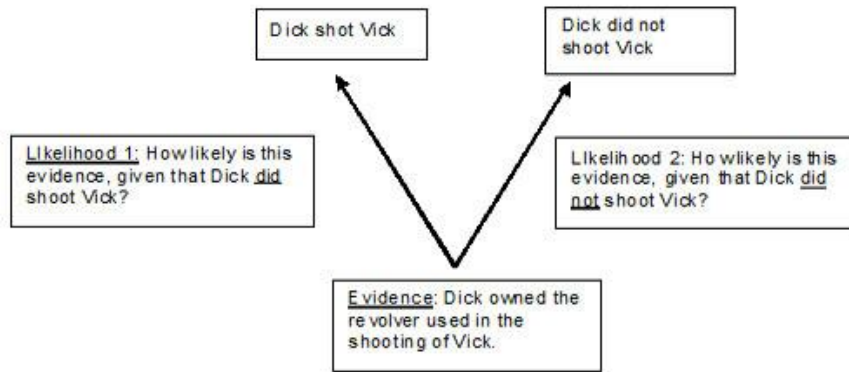 Dick shot Vick
Dick did not
shoot Vick
LIkelihood 1: How likely is this
evidence, given that Dick did
shoot Vick?
LIkelihood 2: Ho wlikely is this
evidence, given that Dick did
not shoot Vick?
Evidence: Dick owned the
revolver used in the
shooting of Vick.